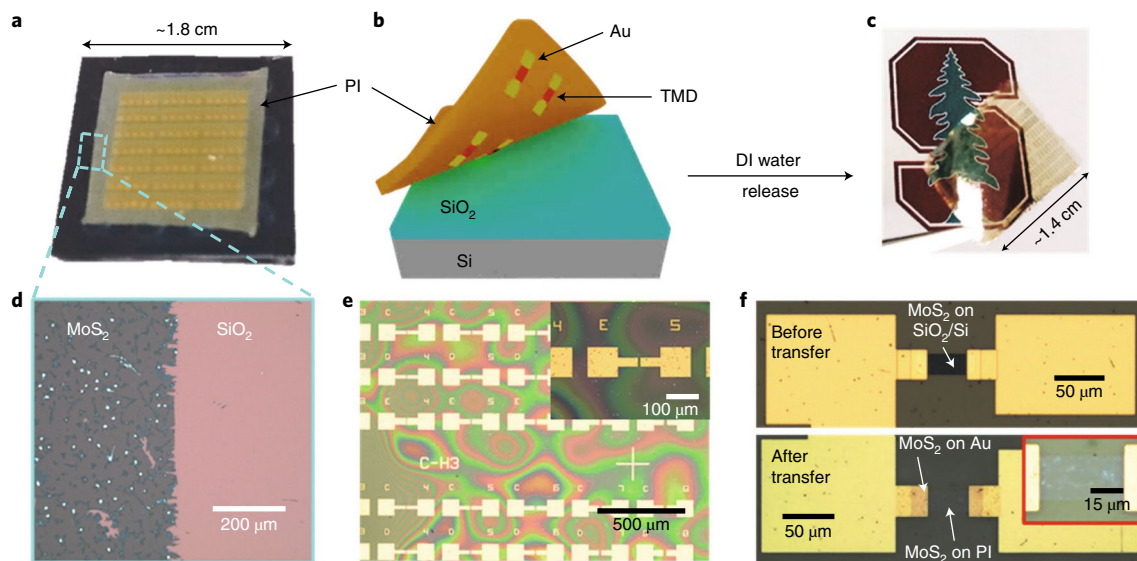 a
~1.8 cm
PI
b
Au
TMD
SiO₂
Si
DI water
release
c
~1.4 cm
d
MoS₂
SiO₂
200 μm
e
C-H3
4 E 5
100 μm
500 μm
f
Before
transfer
MoS₂ on
SiO₂/Si
50 μm
After
transfer
MoS₂ on Au
50 μm
15 μm
MoS₂ on PI